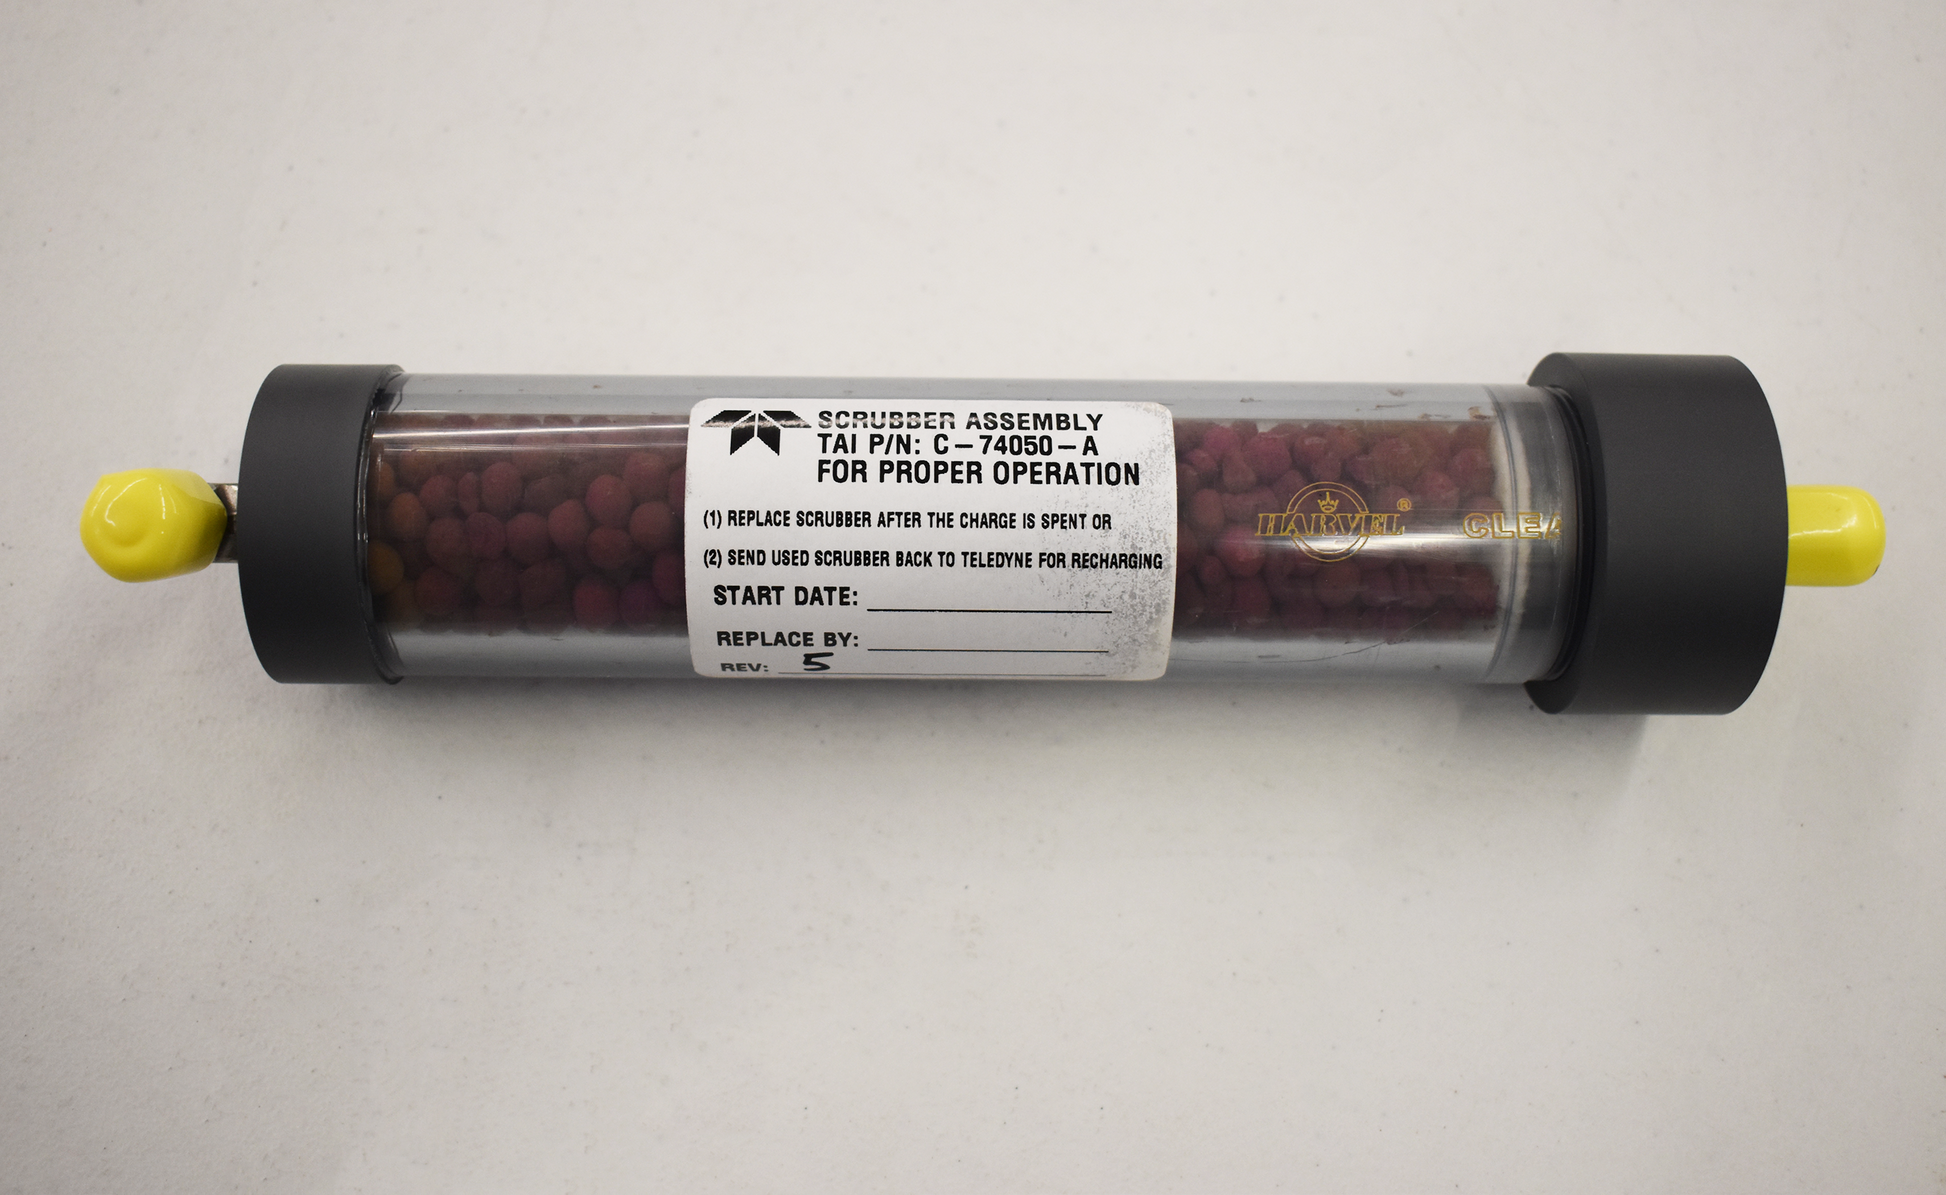 SCRUBBER ASSEMBLY
TAI P/N: C-74050-A
FOR PROPER OPERATION
(1) REPLACE SCRUBBER AFTER THE CHARGE IS SPENT OR
(2) SEND USED SCRUBBER BACK TO TELEDYNE FOR RECHARGING
START DATE:
REPLACE BY:
REV: 5
HARVEL® CLEA